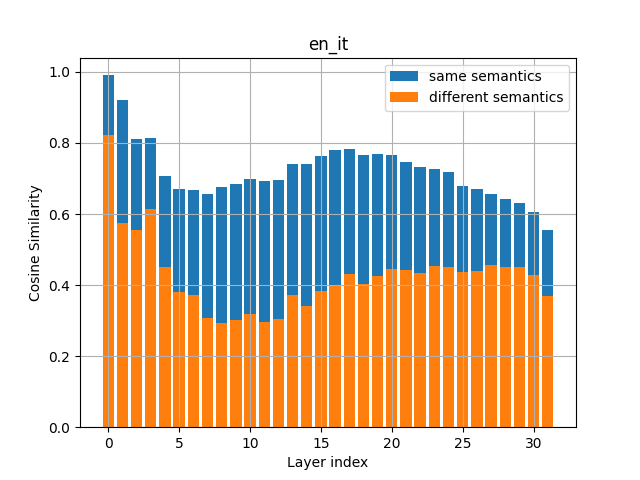 en_it
same semantics
different semantics
Cosine Similarity
1.0
0.8
0.6
0.4
0.2
0.0
0 5 10 15 20 25 30
Layer index